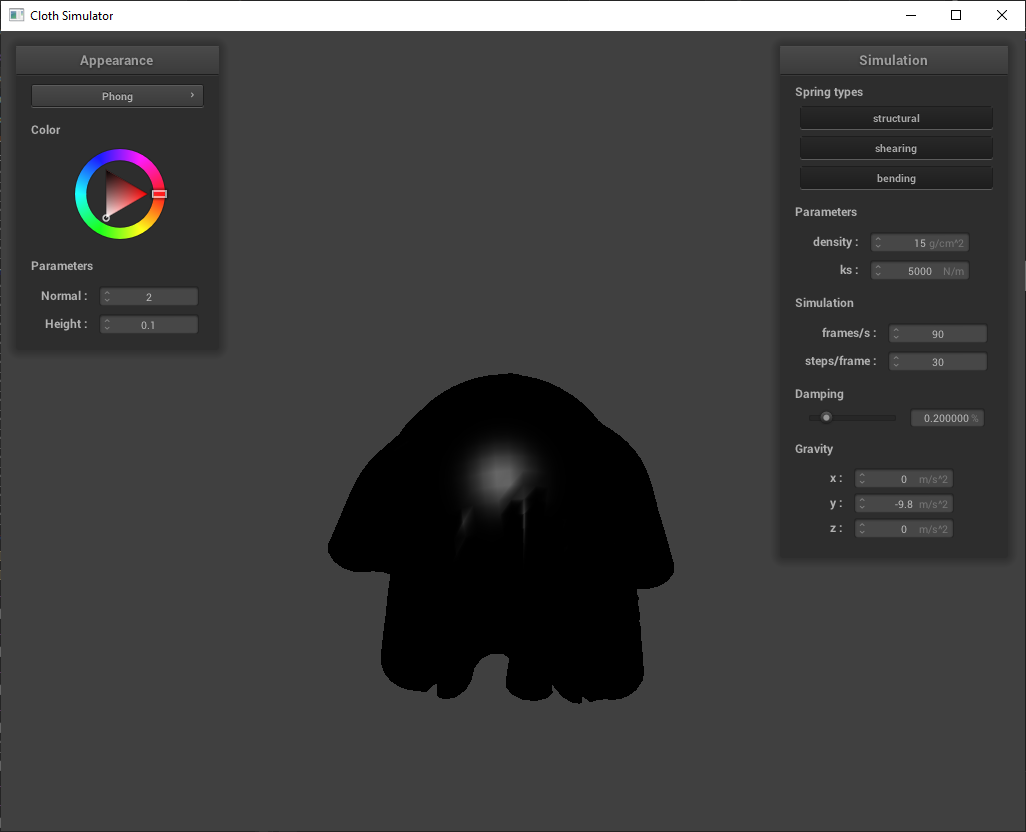 Cloth Simulator
Appearance
Phong
Color
Parameters
Normal : 2
Height : 0.1
Simulation
Spring types
structural
shearing
bending
Parameters
density : 15 g/cm^2
ks : 5000 N/m
Simulation
frames/s : 90
steps/frame : 30
Damping
0.200000 %
Gravity
x : 0 m/s^2
y : -9.8 m/s^2
z : 0 m/s^2